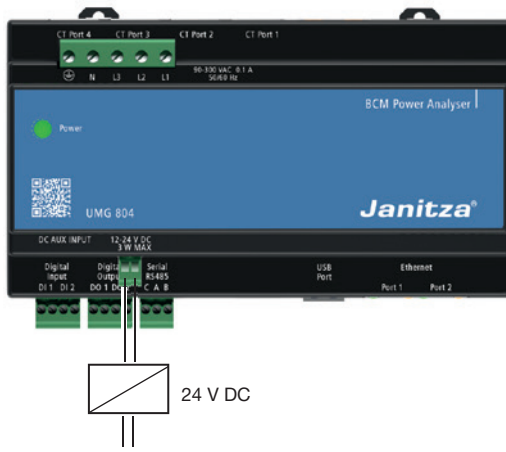 CT Port 4 CT Port 3 CT Port 2 CT Port 1
N L3 L2 L1
90-300 VAC 0.1 A
50/60 Hz
BCM Power Analyser
Power
UMG 804
Janitza®
DC AUX INPUT 12-24 V DC
3 W MAX
Digital Input Digital Serial RS485 USB Port Ethernet
DI 1 DI 2 DO 1 C A B Port 1 Port 2
24 V DC